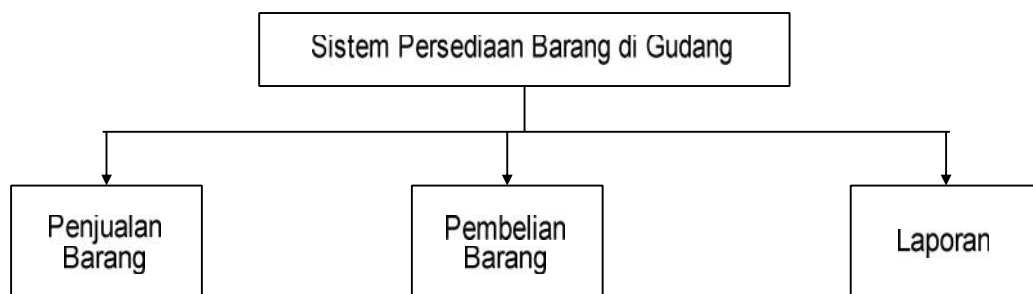 Sistem Persediaan Barang di Gudang
Penjualan
Barang
Pembelian
Barang
Laporan